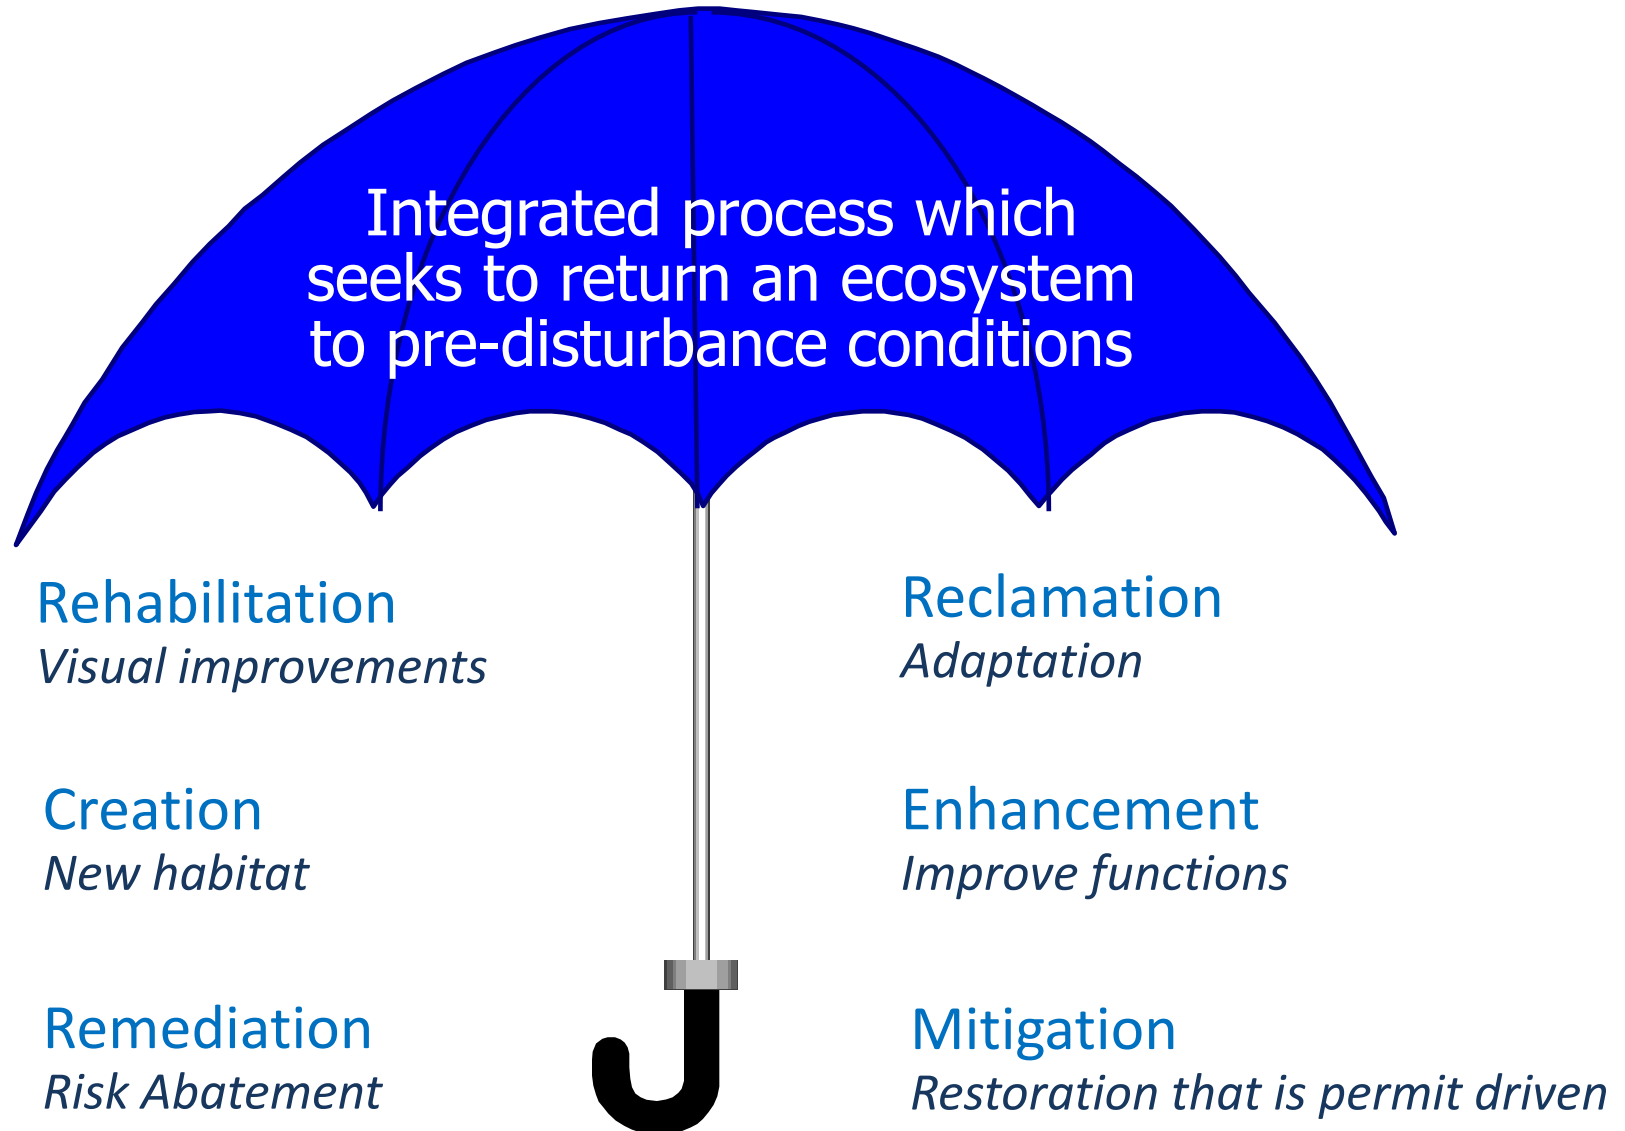 Integrated process which
seeks to return an ecosystem
to pre-disturbance conditions
Rehabilitation
Visual improvements
Reclamation
Adaptation
Creation
New habitat
Enhancement
Improve functions
Remediation
Risk Abatement
Mitigation
Restoration that is permit driven